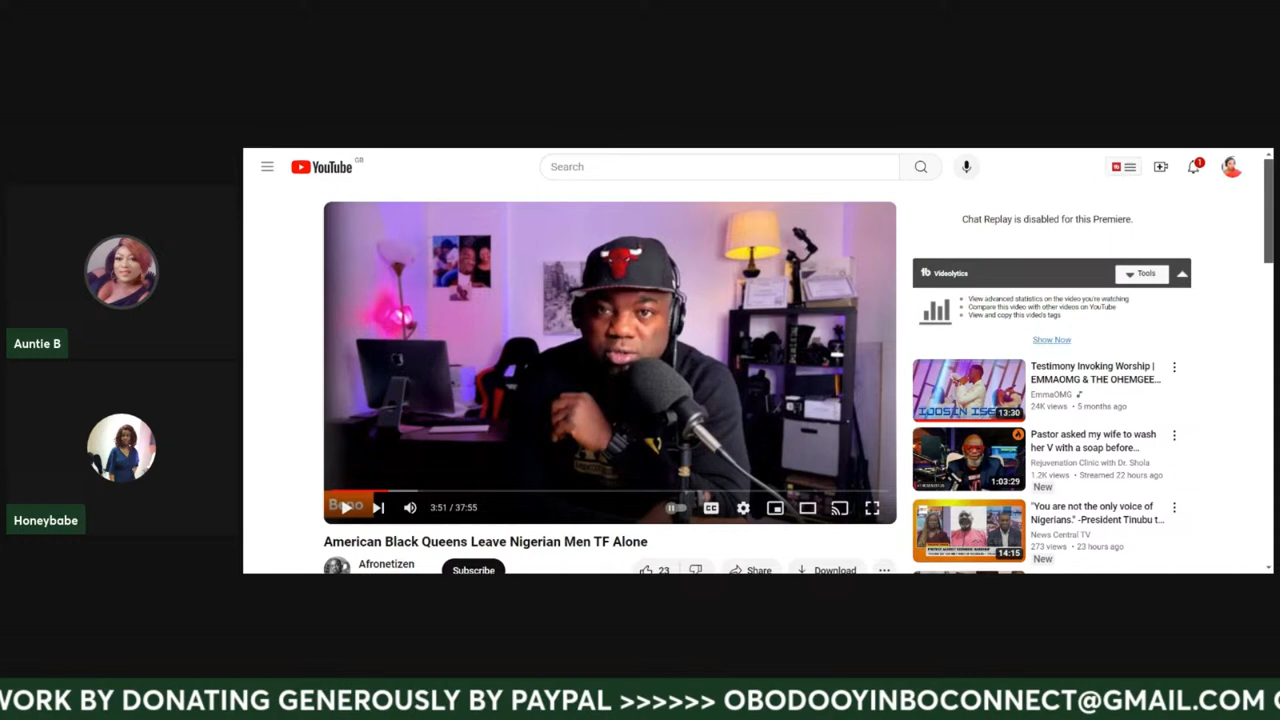 YouTube
GB
Search
1
Chat Replay is disabled for this Premiere.
Videolytics
Tools
View advanced statistics on the video you're watching
Compare this video with other videos on YouTube
View and copy this video's tags
Show Now
Auntie B
Honeybabe
Beno
3:51 / 37:55
CC
American Black Queens Leave Nigerian Men TF Alone
Afronetizen
Subscribe
23
Share
Download
IJOSIN ISE
13:30
Testimony Invoking Worship |
EMMAOMG & THE OHEMGEE...
EmmaOMG
24K views • 5 months ago
1:03:29
Pastor asked my wife to wash
her V with a soap before...
Rejuvenation Clinic with Dr. Shola
1.2K views • Streamed 22 hours ago
New
14:15
"You are not the only voice of
Nigerians." -President Tinubu t...
News Central TV
273 views • 23 hours ago
New
WORK BY DONATING GENEROUSLY BY PAYPAL >>>>>> OBODOOYINBOCONNECT@GMAIL.COM